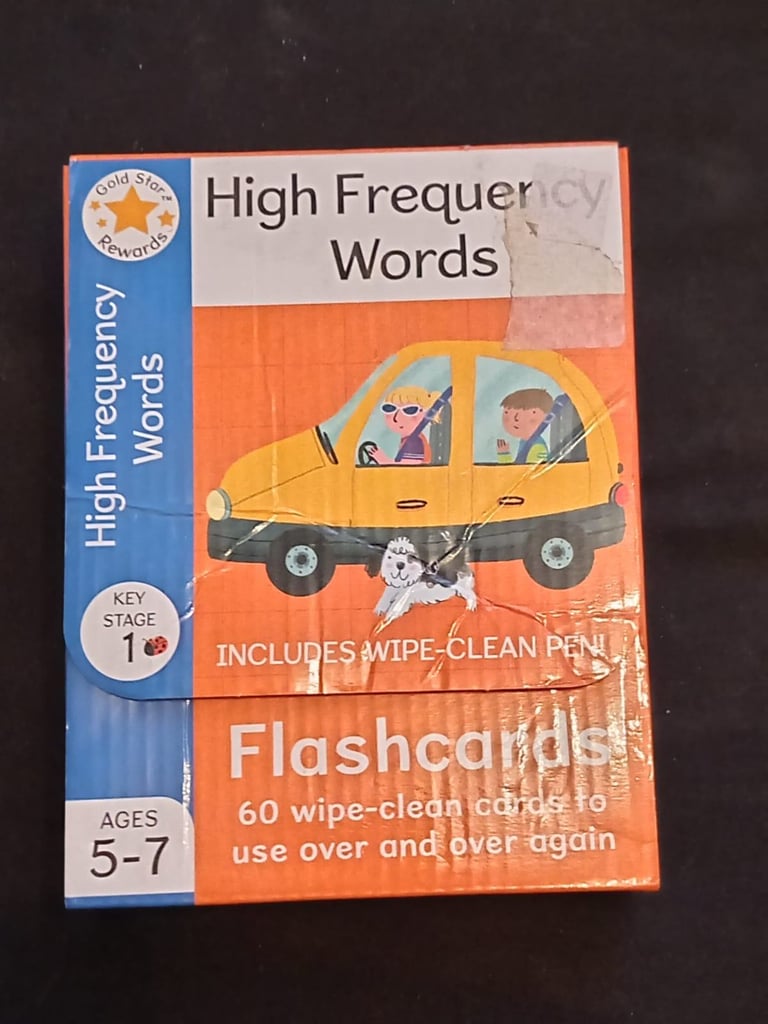 Gold Star™
Rewards
High Frequency
Words
High Frequency
Words
KEY
STAGE
1
INCLUDES WIPE-CLEAN PEN!
Flashcards
60 wipe-clean cards to
use over and over again
AGES
5-7